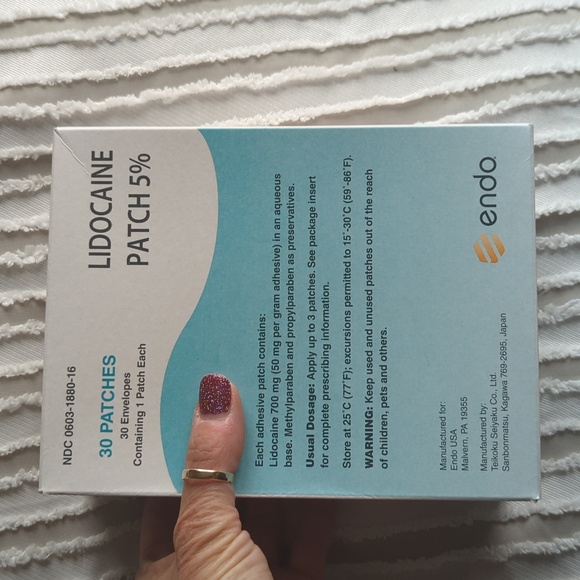 NDC 0603-1880-16
LIDOCAINE
PATCH 5%
30 PATCHES
30 Envelopes
Containing 1 Patch Each
Each adhesive patch contains:
Lidocaine 700 mg (50 mg per gram adhesive) in an aqueous
base. Methylparaben and propylparaben as preservatives.
Usual Dosage: Apply up to 3 patches. See package insert
for complete prescribing information.
Store at 25°C (77°F); excursions permitted to 15°-30°C (59°-86°F).
WARNING: Keep used and unused patches out of the reach
of children, pets and others.
Manufactured for:
Endo USA
Malvern, PA 19355
Manufactured by:
Teikoku Seiyaku Co., Ltd.
Sanbonmatsu, Kagawa 769-2695, Japan
endo